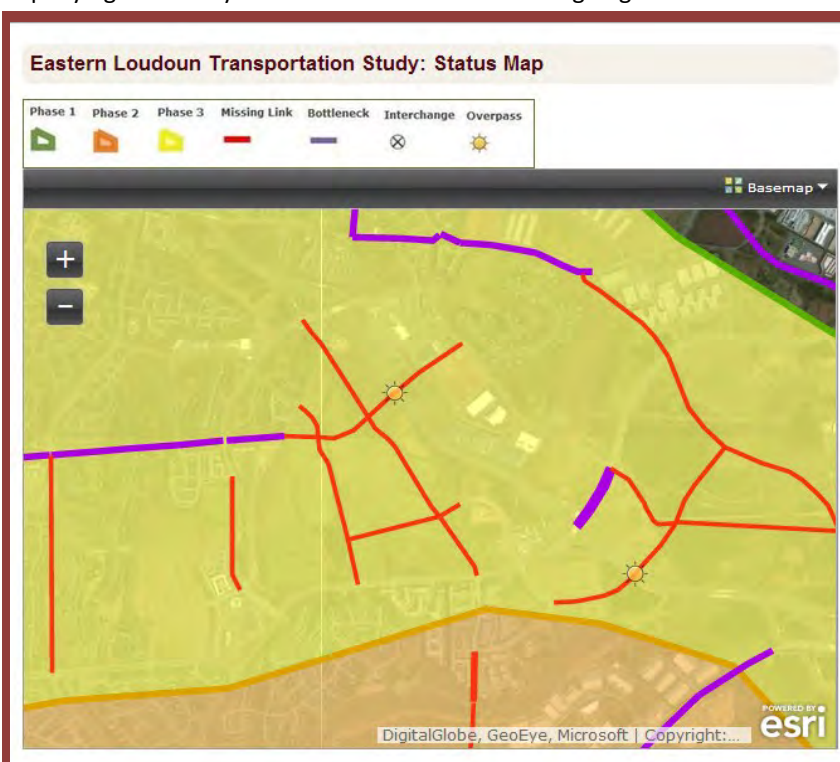 Eastern Loudoun Transportation Study: Status Map
Phase 1 Phase 2 Phase 3 Missing Link Bottleneck Interchange Overpass
Basemap
+
−
POWERED BY
esri
DigitalGlobe, GeoEye, Microsoft | Copyright:...